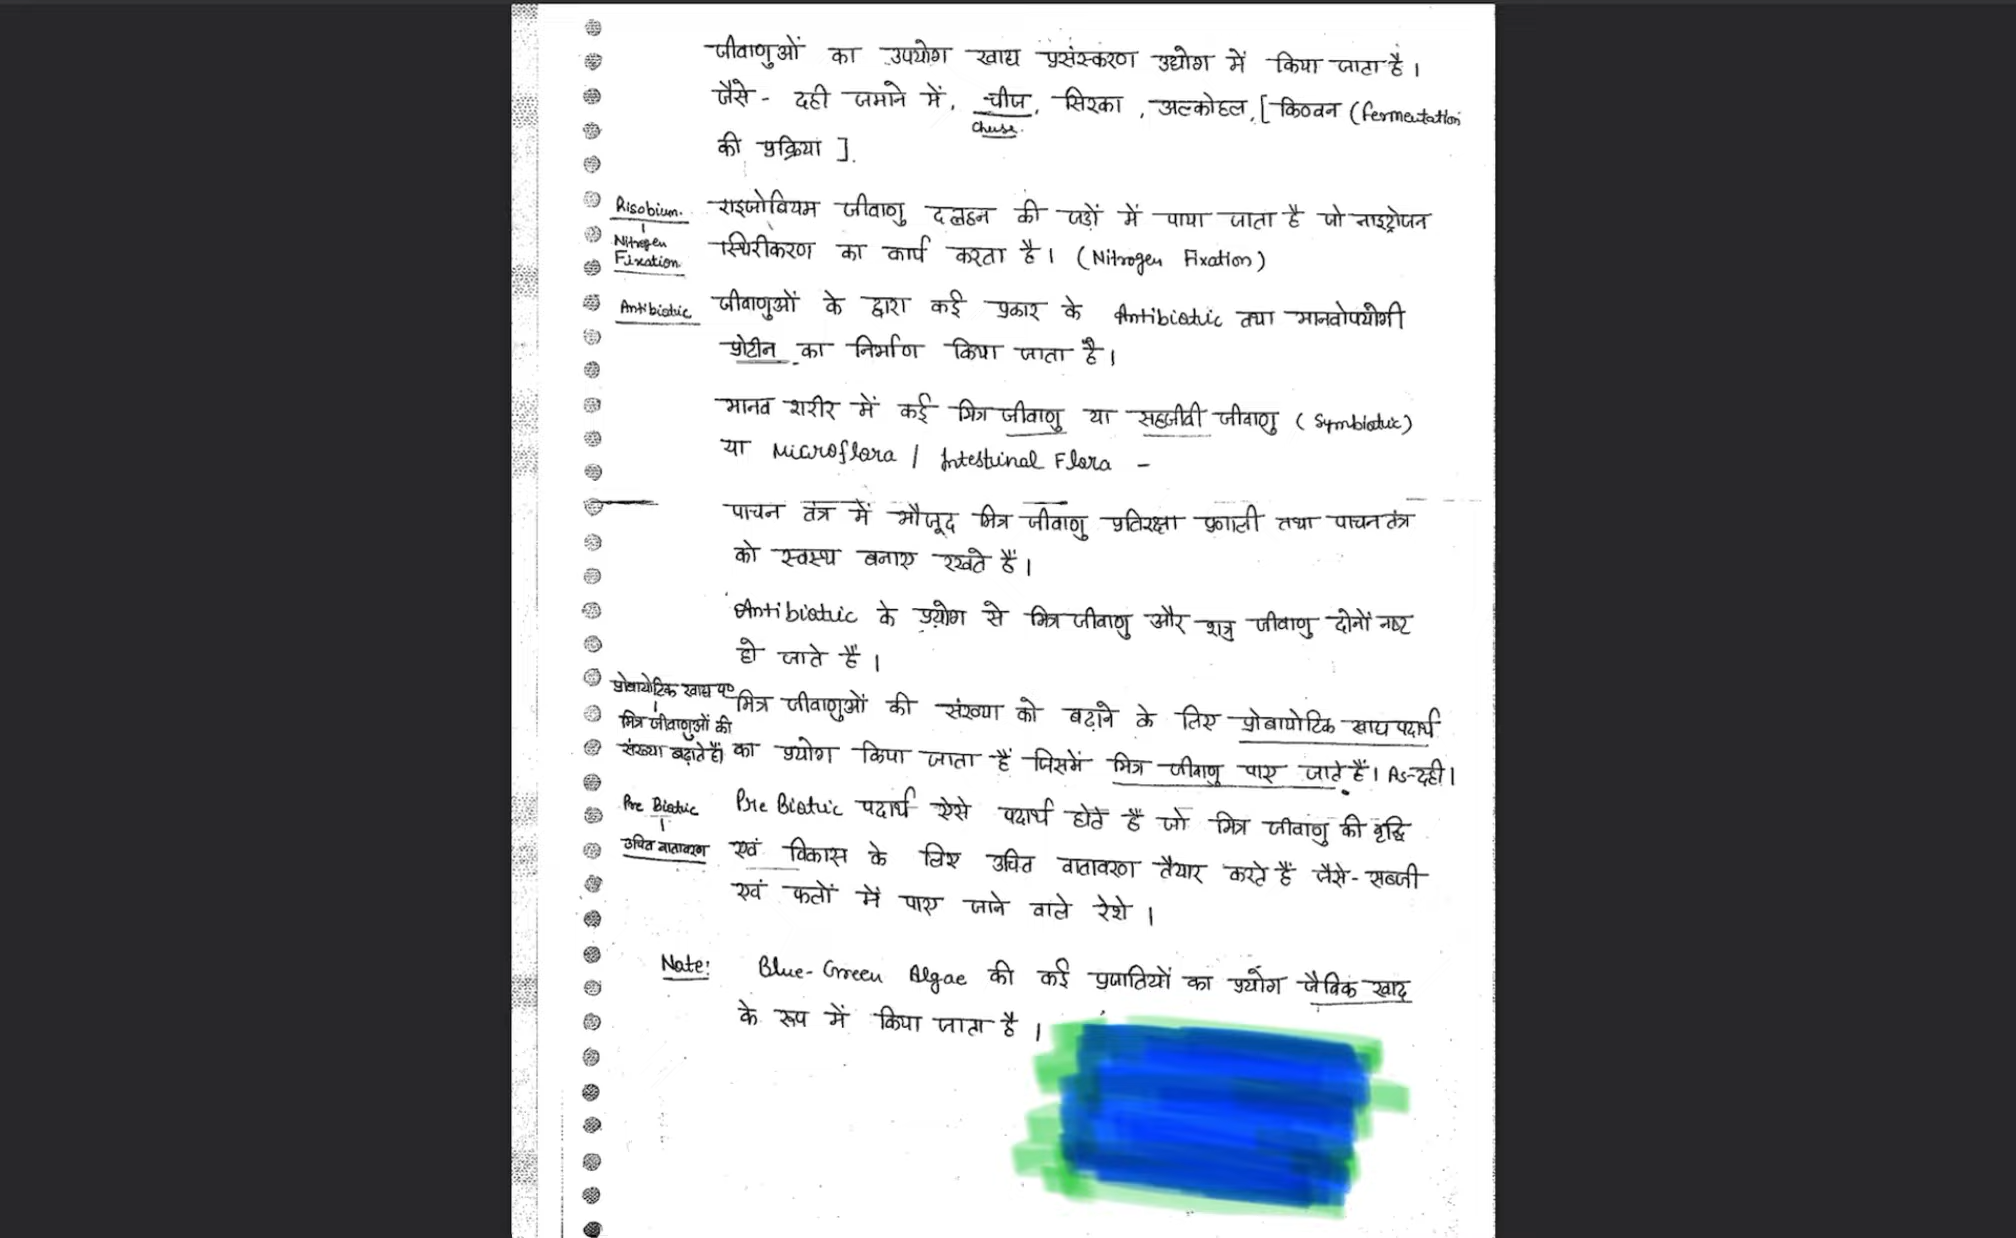 जीवाणुओं का उपयोग खाद्य प्रसंस्करण उद्योग में किया जाता है।
जैसे - दही जमाने में, चीज, सिरका, अल्कोहल, [ किण्वन (fermentation
cheese.
की प्रक्रिया ].
Risobium.
राइजोबियम जीवाणु दलहन की जड़ों में पाया जाता है जो नाइट्रोजन
Nitrogen
Fixation
स्थिरीकरण का कार्य करता है। (Nitrogen Fixation)
Antibiotic
जीवाणुओं के द्वारा कई प्रकार के Antibiotic तथा मानवोपयोगी
प्रोटीन का निर्माण किया जाता है।
मानव शरीर में कई मित्र जीवाणु या सहजीवी जीवाणु (Symbiotic)
या Microflora / Intestinal Flora -
पाचन तंत्र में मौजूद मित्र जीवाणु प्रतिरक्षा प्रणाली तथा पाचन तंत्र
को स्वस्थ बनाए रखते हैं।
Antibiotic के प्रयोग से मित्र जीवाणु और शत्रु जीवाणु दोनों नष्ट
हो जाते हैं।
प्रोबायोटिक खाद्य प०
मित्र जीवाणुओं की
संख्या बढ़ाते हैं।
मित्र जीवाणुओं की संख्या को बढ़ाने के लिए प्रोबायोटिक खाद्य पदार्थ
का प्रयोग किया जाता है जिसमें मित्र जीवाणु पाए जाते हैं। As-दही।
Pre Biotic
उचित वातावरण
Pre Biotic पदार्थ ऐसे पदार्थ होते हैं जो मित्र जीवाणु की वृद्धि
एवं विकास के लिए उचित वातावरण तैयार करते हैं जैसे- सब्जी
एवं फलों में पाए जाने वाले रेशे।
Note: Blue-Green Algae की कई प्रजातियों का प्रयोग जैविक खाद
के रूप में किया जाता है।